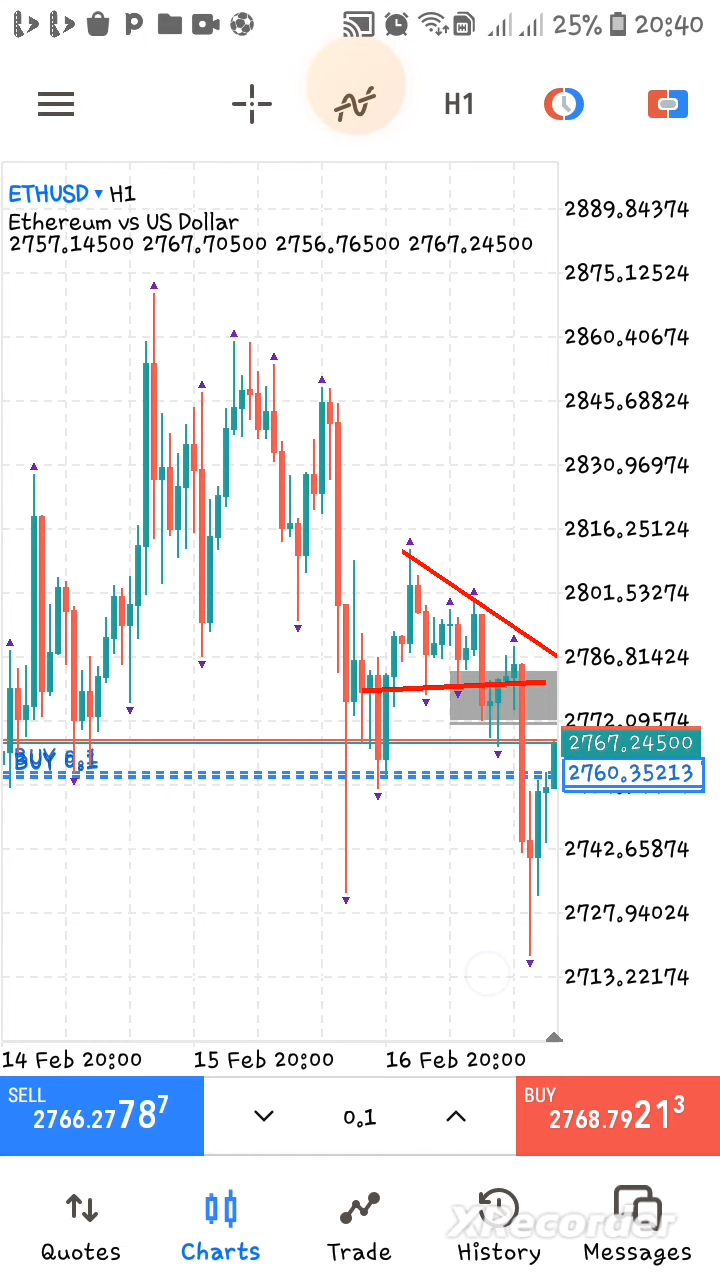 25% 20:40
H1
ETHUSD ▾ H1
Ethereum vs US Dollar
2757.14500 2767.70500 2756.76500 2767.24500
2889.84374
2875.12524
2860.40674
2845.68824
2830.96974
2816.25124
2801.53274
2786.81424
2772.09574
2767.24500
BUY 0.1
2760.35213
2742.65874
2727.94024
2713.22174
14 Feb 20:00 15 Feb 20:00 16 Feb 20:00
SELL
2766.27787
0.1
BUY
2768.79213
XRecorder
Quotes Charts Trade History Messages